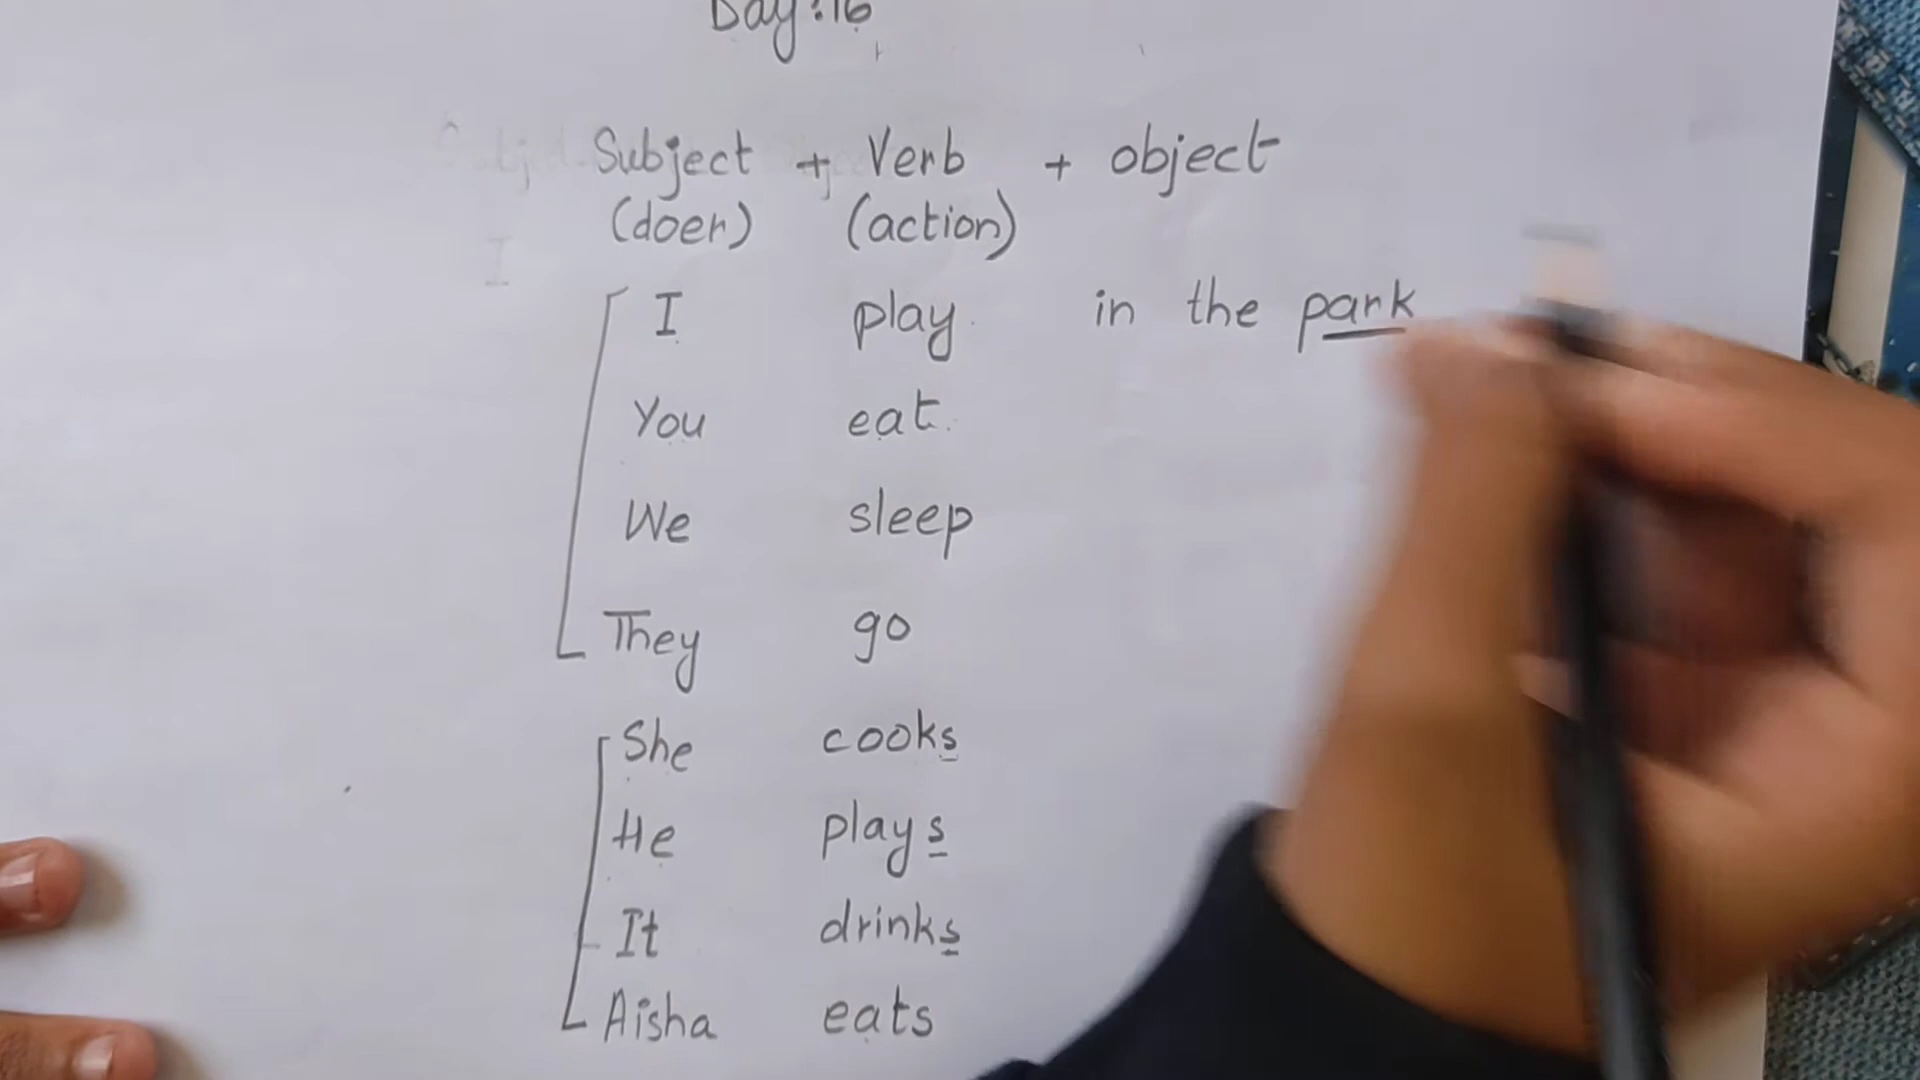 Day:16
Subject + Verb + object
(doer) (action)
I play in the park
You eat
We sleep
They go
She cooks
He plays
It drinks
Aisha eats